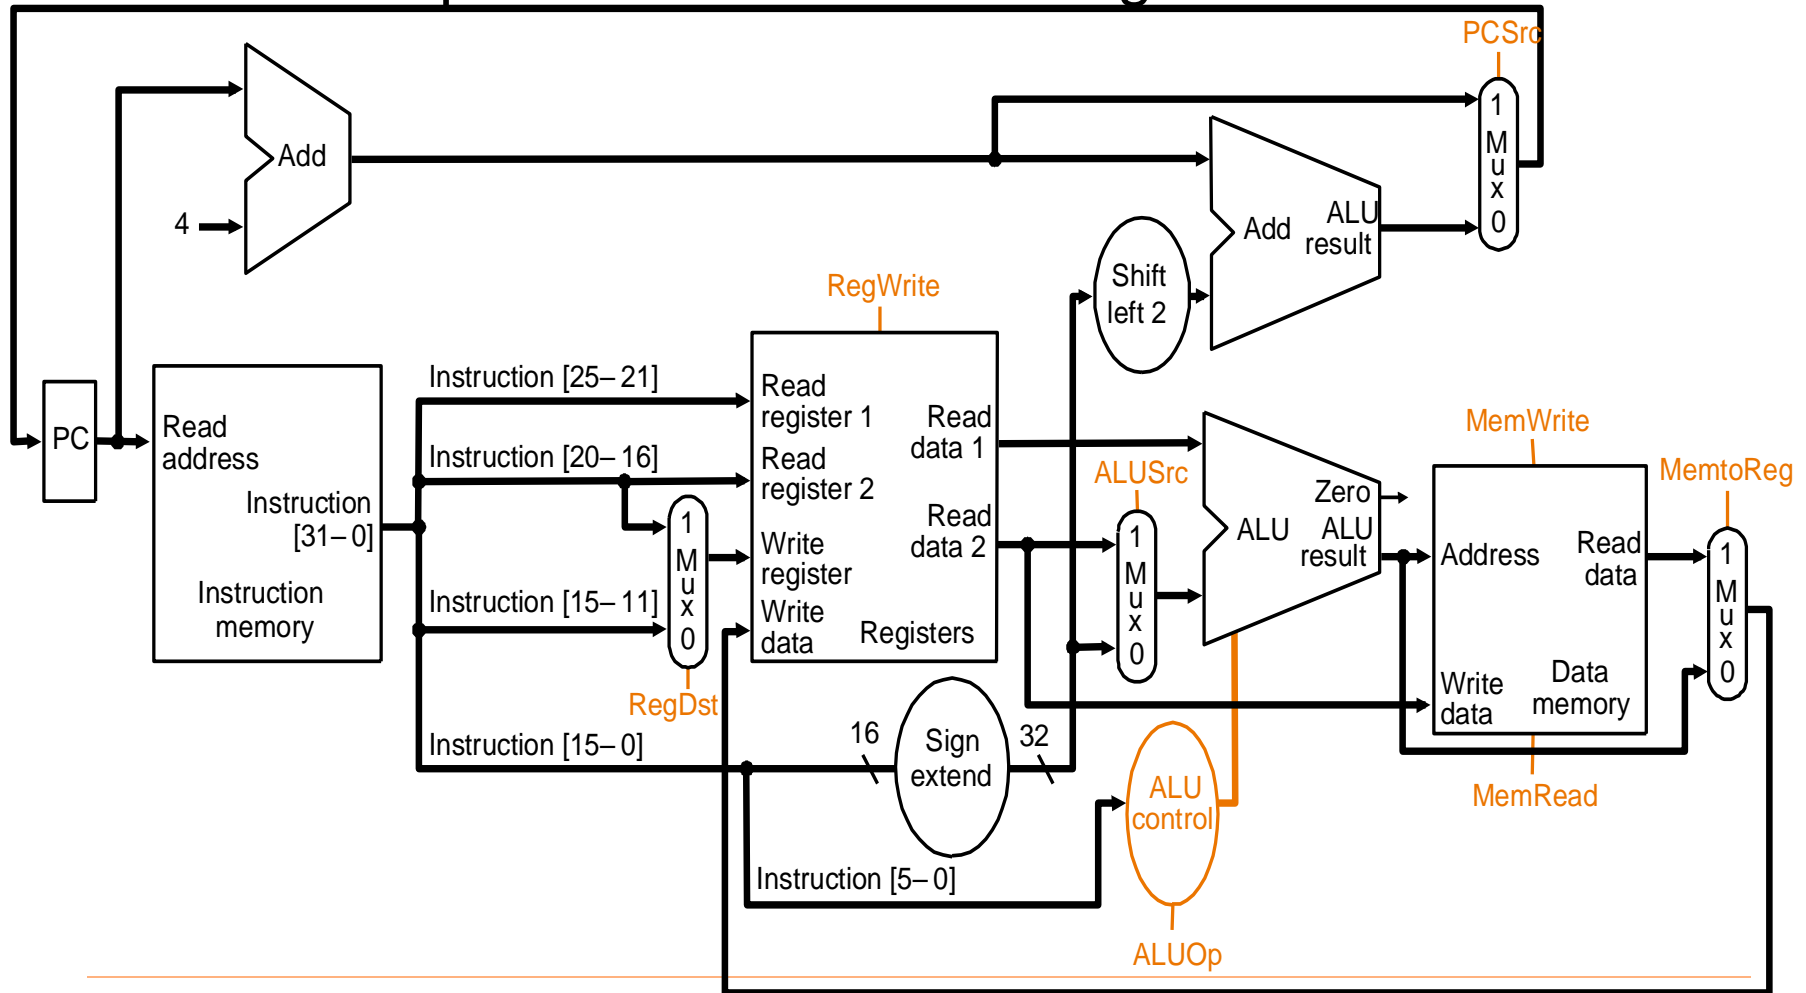 PCSrc
1
M
u
x
0
Add
4
Add
ALU
result
Shift
left 2
RegWrite
PC
Read
address
Instruction
[31–0]
Instruction
memory
Instruction [25–21]
Instruction [20–16]
Instruction [15–11]
Instruction [15–0]
Instruction [5–0]
1
M
u
x
0
RegDst
Read
register 1
Read
register 2
Write
register
Write
data
Read
data 1
Read
data 2
Registers
16
Sign
extend
32
ALUSrc
1
M
u
x
0
Zero
ALU
ALU
result
ALU
control
ALUOp
MemWrite
Address
Read
data
Write
data
Data
memory
MemRead
MemtoReg
1
M
u
x
0